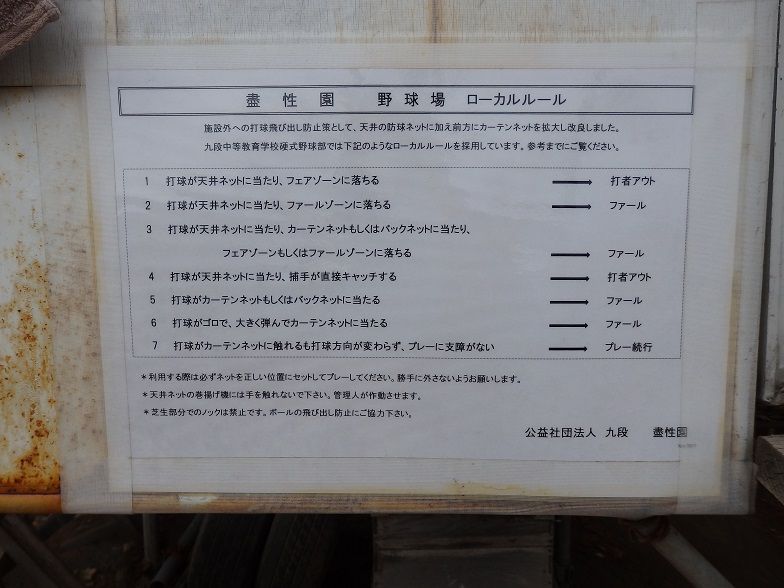 盡性園　野球場　ローカルルール
施設外への打球飛び出し防止策として、天井の防球ネットに加え前方にカーテンネットを拡大し改良しました。
九段中等教育学校硬式野球部では下記のようなローカルルールを採用しています。参考までにご覧ください。
1 打球が天井ネットに当たり、フェアゾーンに落ちる → 打者アウト
2 打球が天井ネットに当たり、ファールゾーンに落ちる → ファール
3 打球が天井ネットに当たり、カーテンネットもしくはバックネットに当たり、
フェアゾーンもしくはファールゾーンに落ちる → ファール
4 打球が天井ネットに当たり、捕手が直接キャッチする → 打者アウト
5 打球がカーテンネットもしくはバックネットに当たる → ファール
6 打球がゴロで、大きく弾んでカーテンネットに当たる → ファール
7 打球がカーテンネットに触れるも打球方向が変わらず、プレーに支障がない → プレー続行
＊利用する際は必ずネットを正しい位置にセットしてプレーしてください。勝手に外さないようお願いします。
＊天井ネットの巻揚げ機には手を触れないで下さい。管理人が作動させます。
＊芝生部分でのノックは禁止です。ボールの飛び出し防止にご協力下さい。
公益社団法人 九段　盡性園